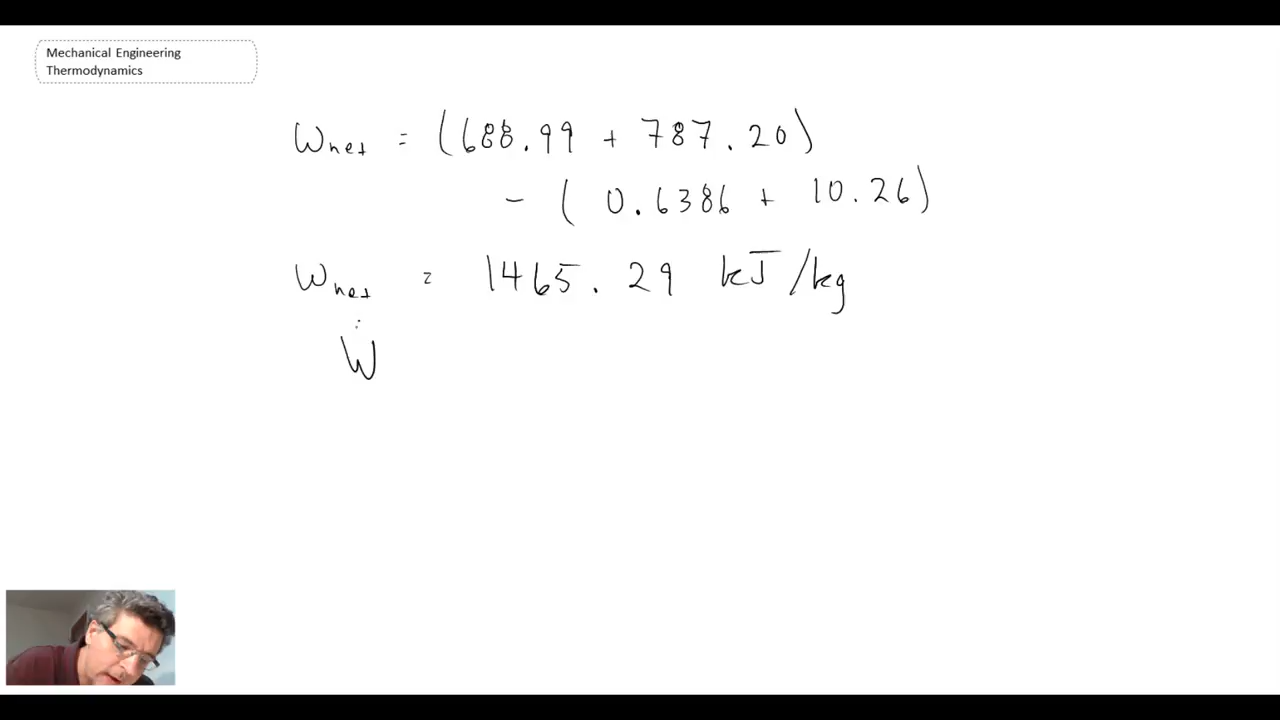 Mechanical Engineering
Thermodynamics
Wnet = (688.99 + 787.20)
- ( 0.6386 + 10.26)
Wnet = 1465.29 kJ/kg
Ẇ